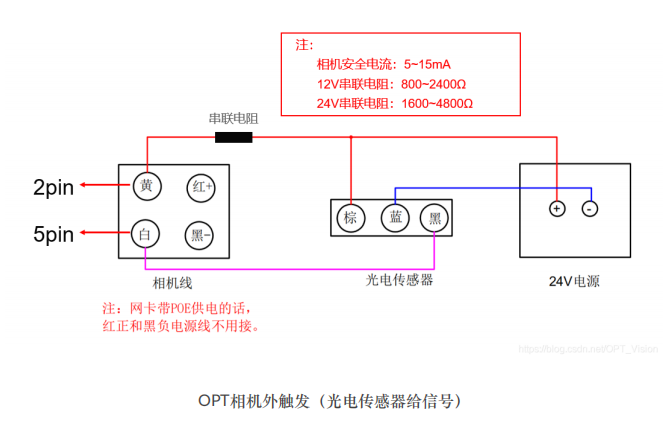 注：
相机安全电流：5~15mA
12V串联电阻：800~2400Ω
24V串联电阻：1600~4800Ω
串联电阻
2pin
黄
红+
5pin
白
黑-
棕
蓝
黑
+
-
相机线
光电传感器
24V电源
注：网卡带POE供电的话，
红正和黑负电源线不用接。
https://blog.csdn.net/OPT_Vision
OPT相机外触发（光电传感器给信号）